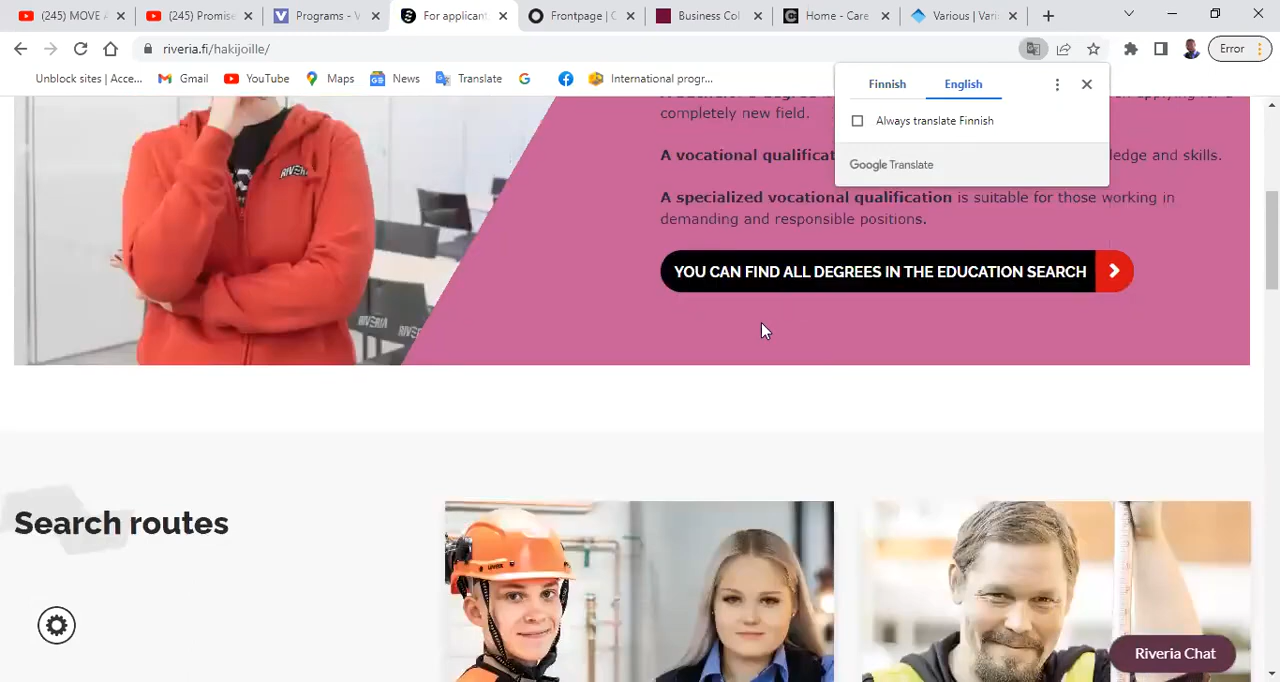 (245) MOVE
(245) Promise
Programs - V
For applicant
Frontpage | C
Business Col
Home - Care
Various | Vari
riveria.fi/hakijoille/
Error
Unblock sites | Acce...
Gmail
YouTube
Maps
News
Translate
International progr...
Finnish
English
Always translate Finnish
Google Translate
completely new field.
A vocational qualificat
ledge and skills.
A specialized vocational qualification is suitable for those working in
demanding and responsible positions.
YOU CAN FIND ALL DEGREES IN THE EDUCATION SEARCH
RIVERIA
RIVERIA
Search routes
Riveria Chat